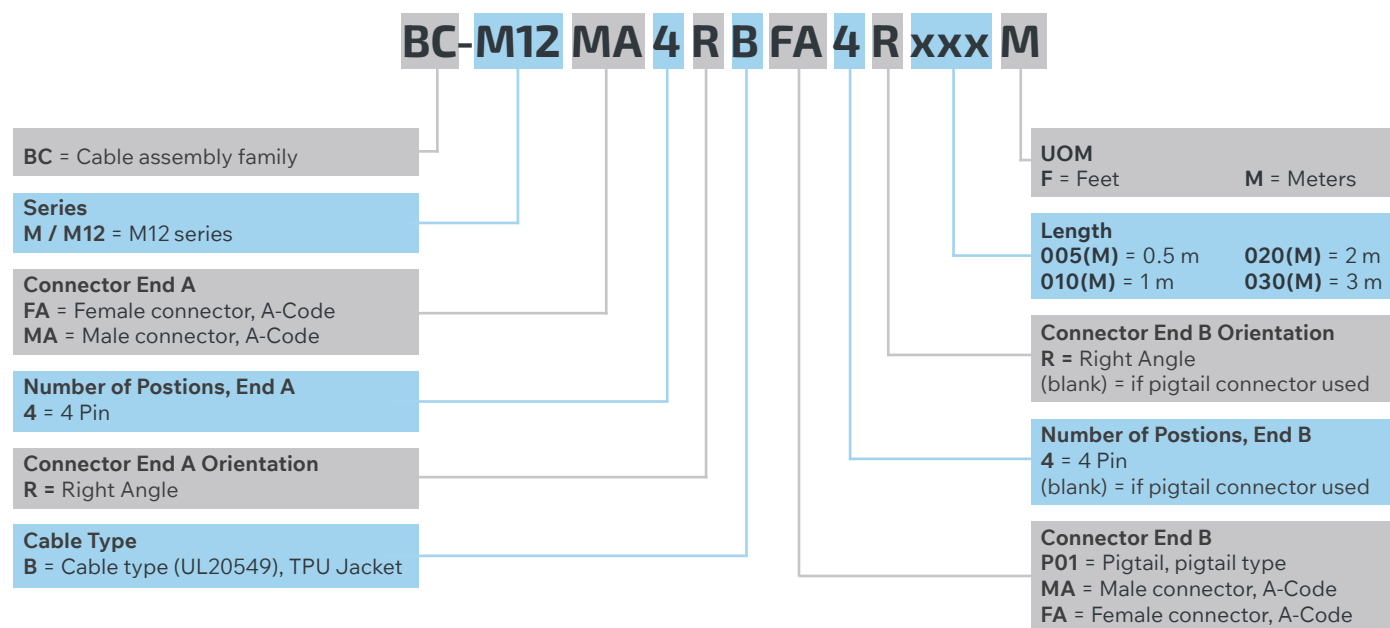 BC-M12 MA 4 R B FA 4 R xxx M
BC = Cable assembly family
Series
M / M12 = M12 series
Connector End A
FA = Female connector, A-Code
MA = Male connector, A-Code
Number of Postions, End A
4 = 4 Pin
Connector End A Orientation
R = Right Angle
Cable Type
B = Cable type (UL20549), TPU Jacket
UOM
F = Feet M = Meters
Length
005(M) = 0.5 m 020(M) = 2 m
010(M) = 1 m 030(M) = 3 m
Connector End B Orientation
R = Right Angle
(blank) = if pigtail connector used
Number of Postions, End B
4 = 4 Pin
(blank) = if pigtail connector used
Connector End B
P01 = Pigtail, pigtail type
MA = Male connector, A-Code
FA = Female connector, A-Code